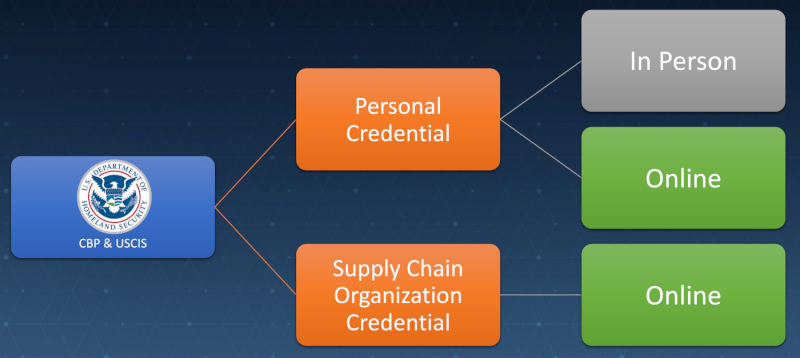 In Person
Personal
Credential
Online
U.S. DEPARTMENT OF
HOMELAND SECURITY
CBP & USCIS
Supply Chain
Organization
Credential
Online